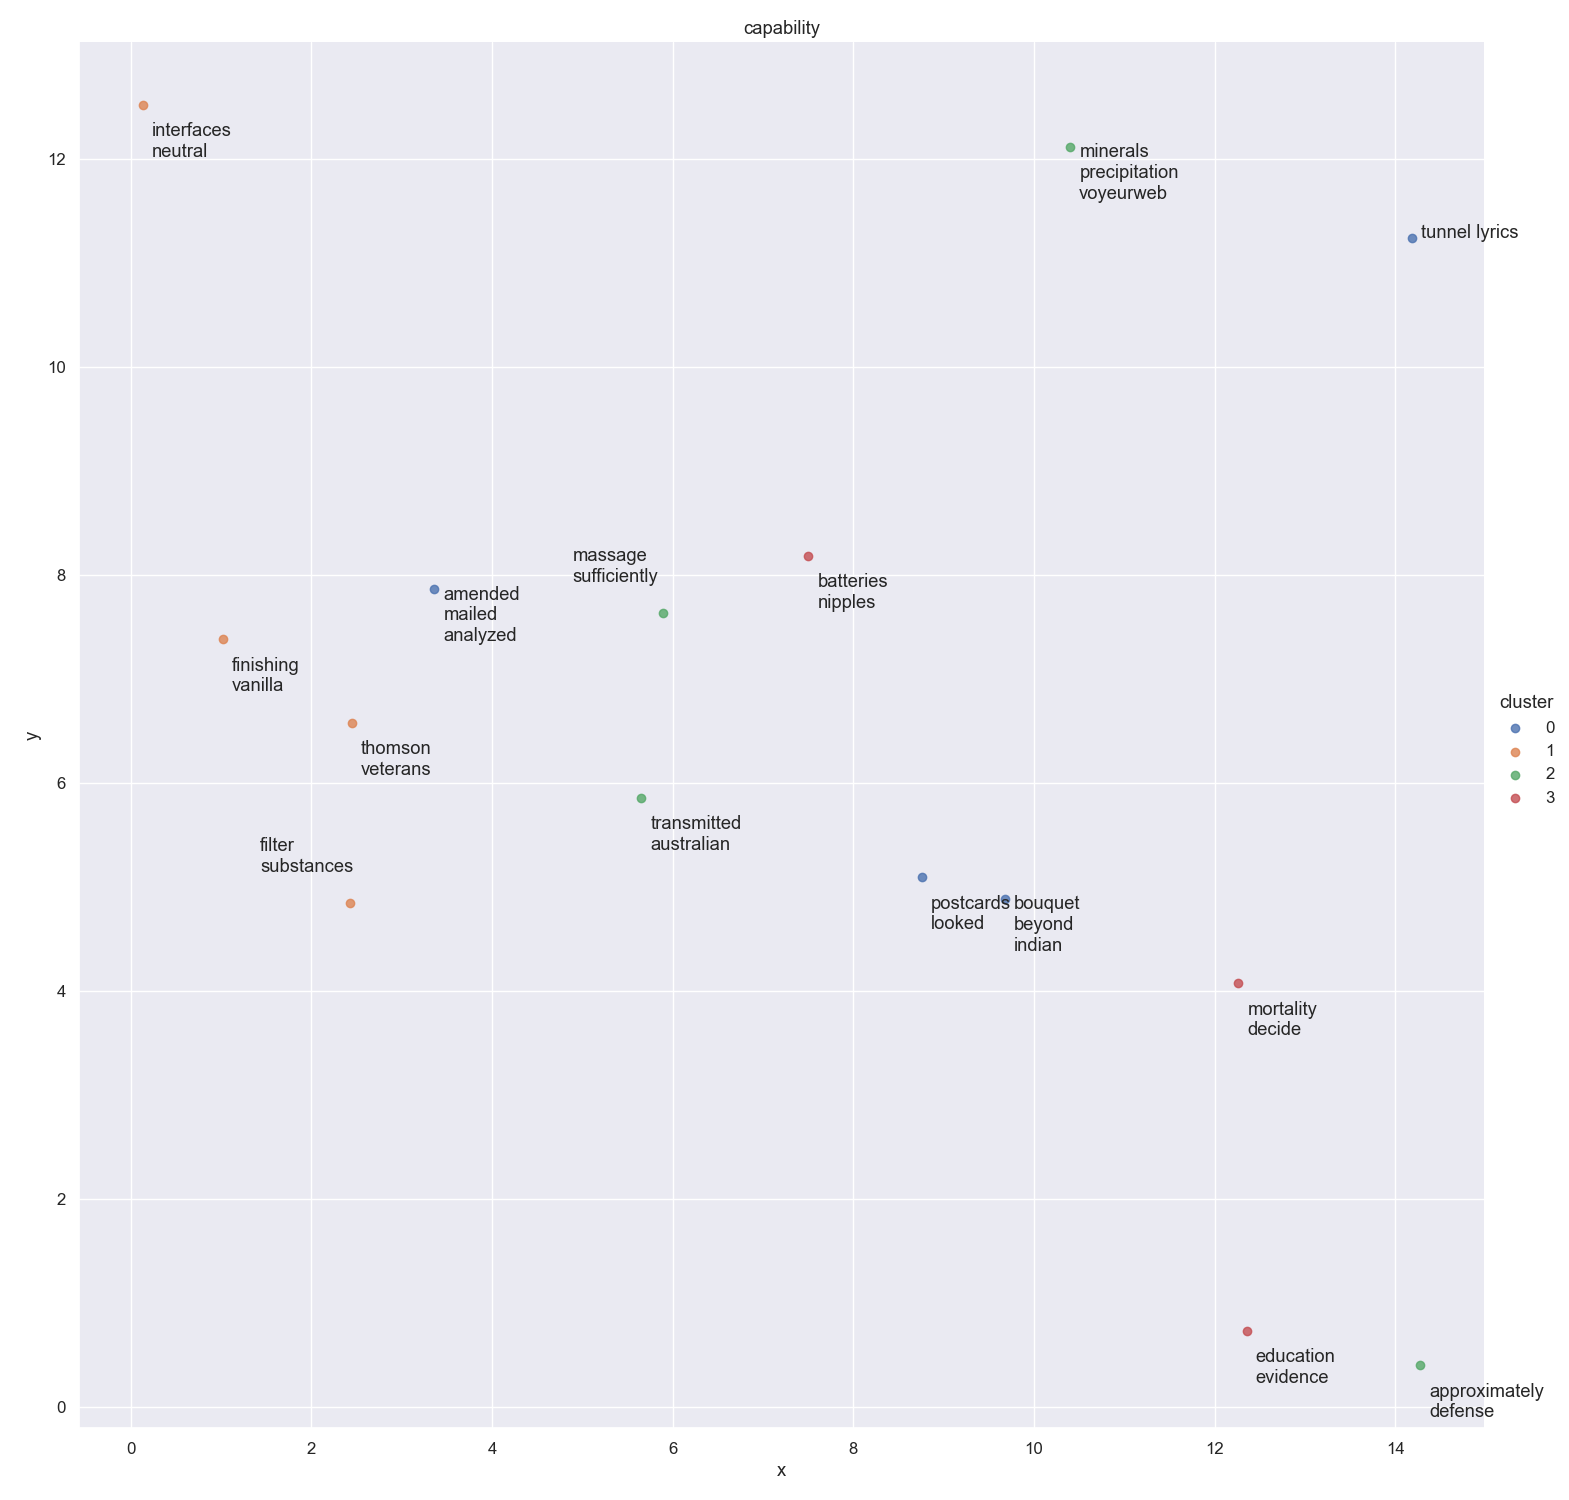 capability
interfaces
neutral
minerals
precipitation
voyeurweb
tunnel lyrics
massage
sufficiently
batteries
nipples
amended
mailed
analyzed
finishing
vanilla
thomson
veterans
transmitted
australian
filter
substances
postcards
looked
bouquet
beyond
indian
mortality
decide
education
evidence
approximately
defense
y
12
10
8
6
4
2
0
0
2
4
6
8
10
12
14
x
cluster
0
1
2
3